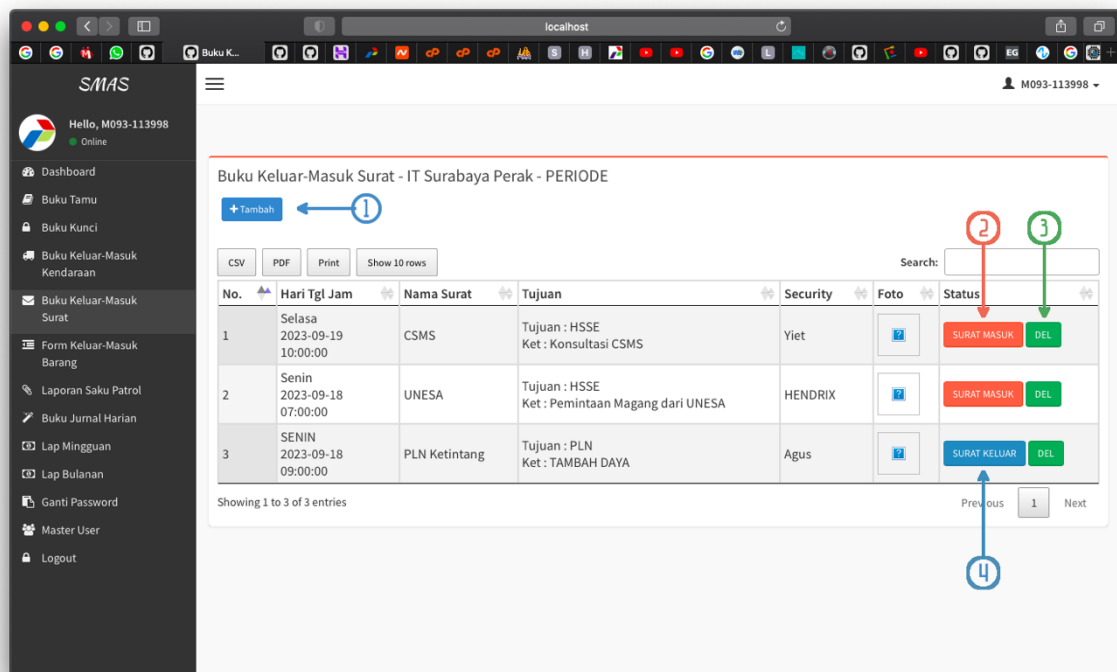 localhost
Buku K...
SMAS
M093-113998
Hello, M093-113998
Online
Dashboard
Buku Tamu
Buku Kunci
Buku Keluar-Masuk
Kendaraan
Buku Keluar-Masuk
Surat
Form Keluar-Masuk
Barang
Laporan Saku Patrol
Buku Jurnal Harian
Lap Mingguan
Lap Bulanan
Ganti Password
Master User
Logout
Buku Keluar-Masuk Surat - IT Surabaya Perak - PERIODE
+ Tambah
1
2
3
CSV PDF Print Show 10 rows
Search:
No. Hari Tgl Jam Nama Surat Tujuan Security Foto Status
1 Selasa 2023-09-19 10:00:00 CSMS Tujuan : HSSE Ket : Konsultasi CSMS Yiet ? SURAT MASUK DEL
2 Senin 2023-09-18 07:00:00 UNESA Tujuan : HSSE Ket : Pemintaan Magang dari UNESA HENDRIX ? SURAT MASUK DEL
3 SENIN 2023-09-18 09:00:00 PLN Ketintang Tujuan : PLN Ket : TAMBAH DAYA Agus ? SURAT KELUAR DEL
Showing 1 to 3 of 3 entries
Previous 1 Next
4